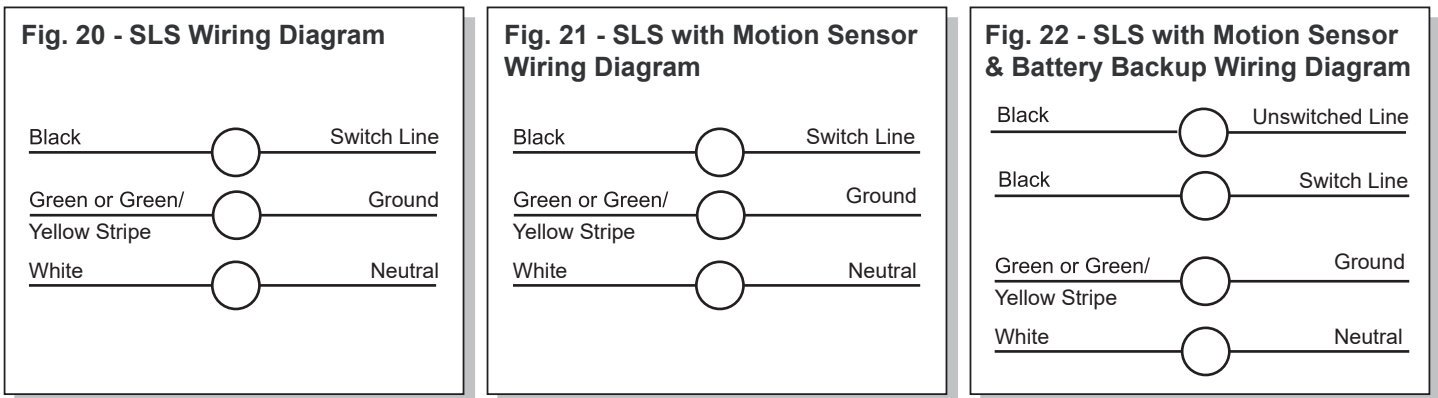 Fig. 20 - SLS Wiring Diagram
Black
Switch Line
Green or Green/
Ground
Yellow Stripe
White
Neutral
Fig. 21 - SLS with Motion Sensor
Wiring Diagram
Black
Switch Line
Green or Green/
Ground
Yellow Stripe
White
Neutral
Fig. 22 - SLS with Motion Sensor
& Battery Backup Wiring Diagram
Black
Unswitched Line
Black
Switch Line
Green or Green/
Ground
Yellow Stripe
White
Neutral